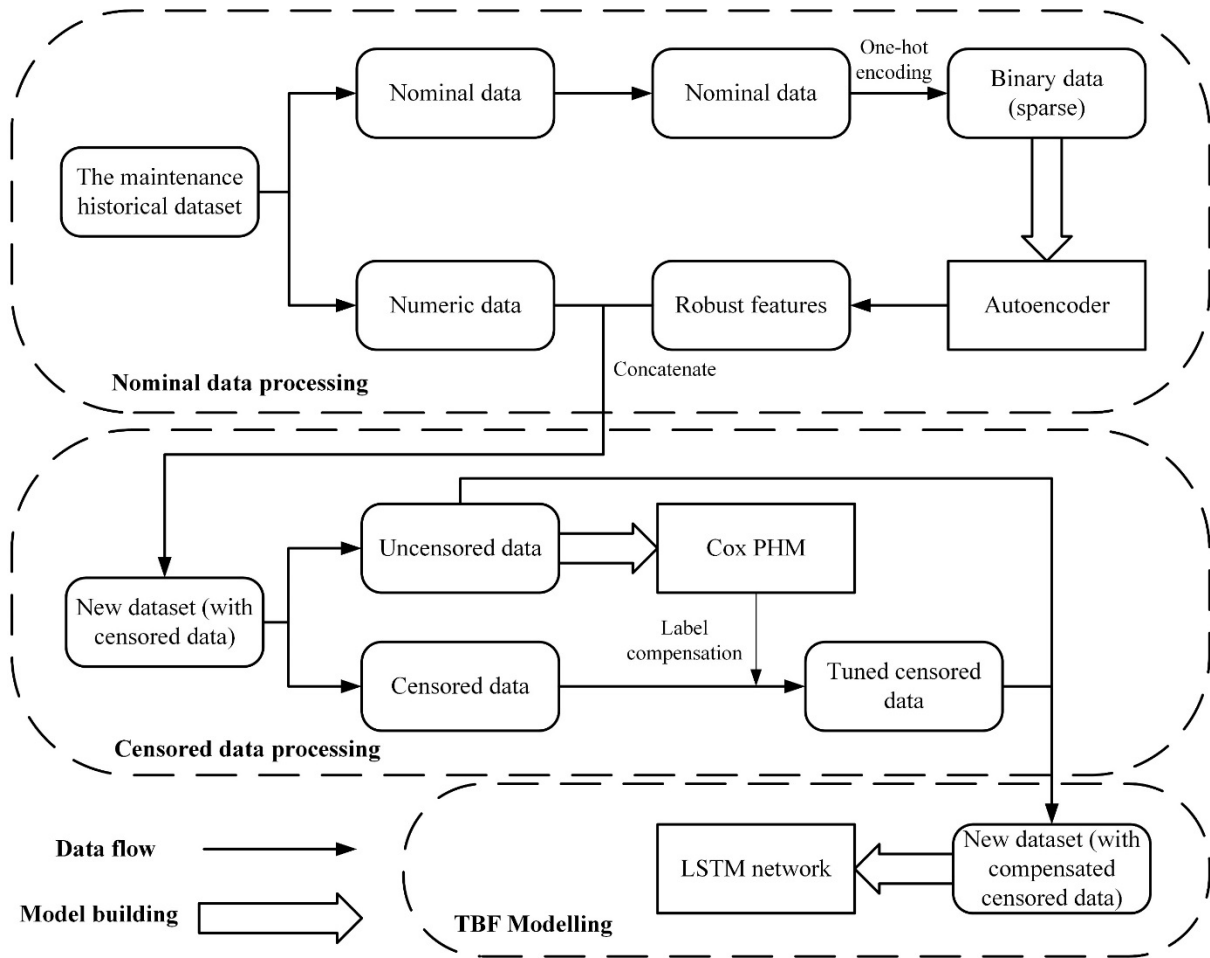 Nominal data
Nominal data
One-hot
encoding
Binary data
(sparse)
The maintenance
historical dataset
Numeric data
Robust features
Autoencoder
Concatenate
Nominal data processing
Uncensored data
Cox PHM
New dataset (with
censored data)
Label
compensation
Censored data
Tuned censored
data
Censored data processing
Data flow
Model building
LSTM network
New dataset (with
compensated
censored data)
TBF Modelling